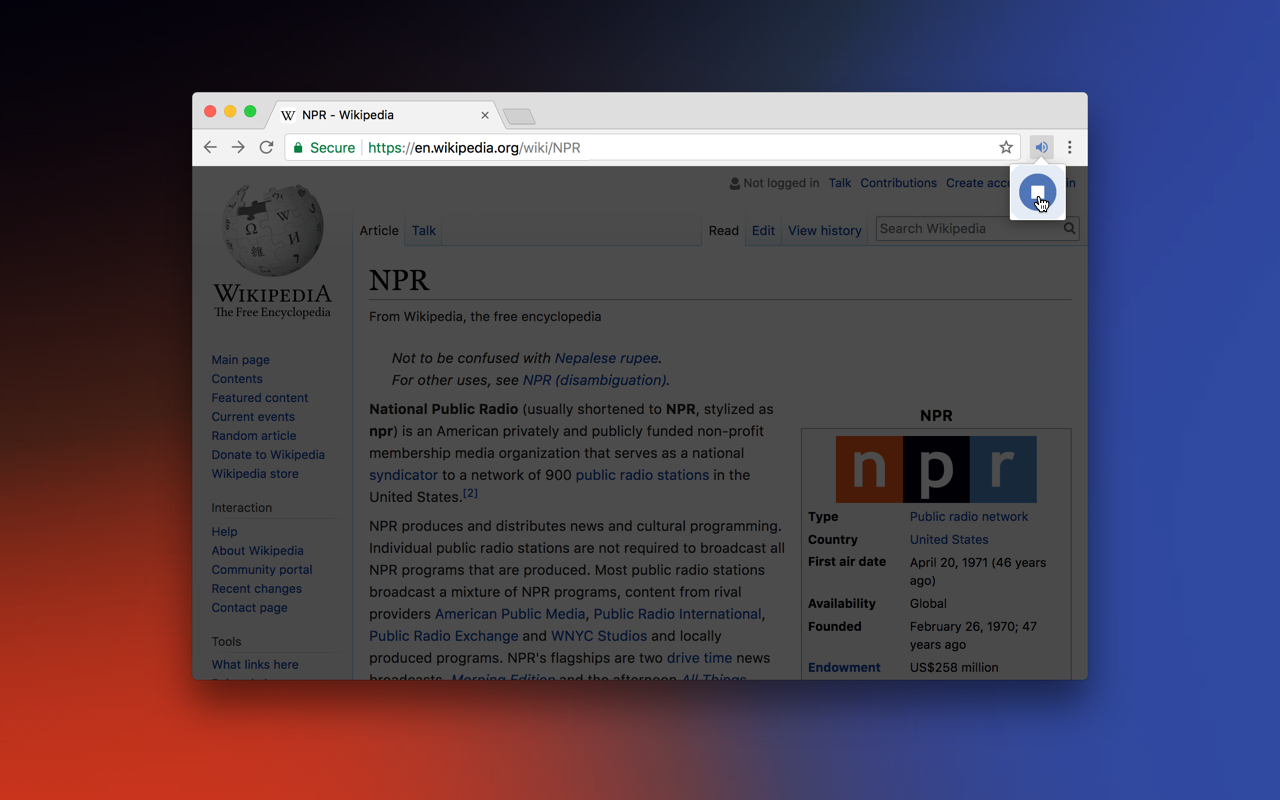 NPR - Wikipedia
Secure https://en.wikipedia.org/wiki/NPR
Not logged in Talk Contributions Create acc in
Article Talk Read Edit View history Search Wikipedia
WIKIPEDIA
The Free Encyclopedia
Main page
Contents
Featured content
Current events
Random article
Donate to Wikipedia
Wikipedia store
Interaction
Help
About Wikipedia
Community portal
Recent changes
Contact page
Tools
What links here
NPR
From Wikipedia, the free encyclopedia
Not to be confused with Nepalese rupee.
For other uses, see NPR (disambiguation).
National Public Radio (usually shortened to NPR, stylized as
npr) is an American privately and publicly funded non-profit
membership media organization that serves as a national
syndicator to a network of 900 public radio stations in the
United States.[2]
NPR produces and distributes news and cultural programming.
Individual public radio stations are not required to broadcast all
NPR programs that are produced. Most public radio stations
broadcast a mixture of NPR programs, content from rival
providers American Public Media, Public Radio International,
Public Radio Exchange and WNYC Studios and locally
produced programs. NPR's flagships are two drive time news
broadcasts, Morning Edition and the afternoon All Things
NPR
npr
Type Public radio network
Country United States
First air date April 20, 1971 (46 years
ago)
Availability Global
Founded February 26, 1970; 47
years ago
Endowment US$258 million